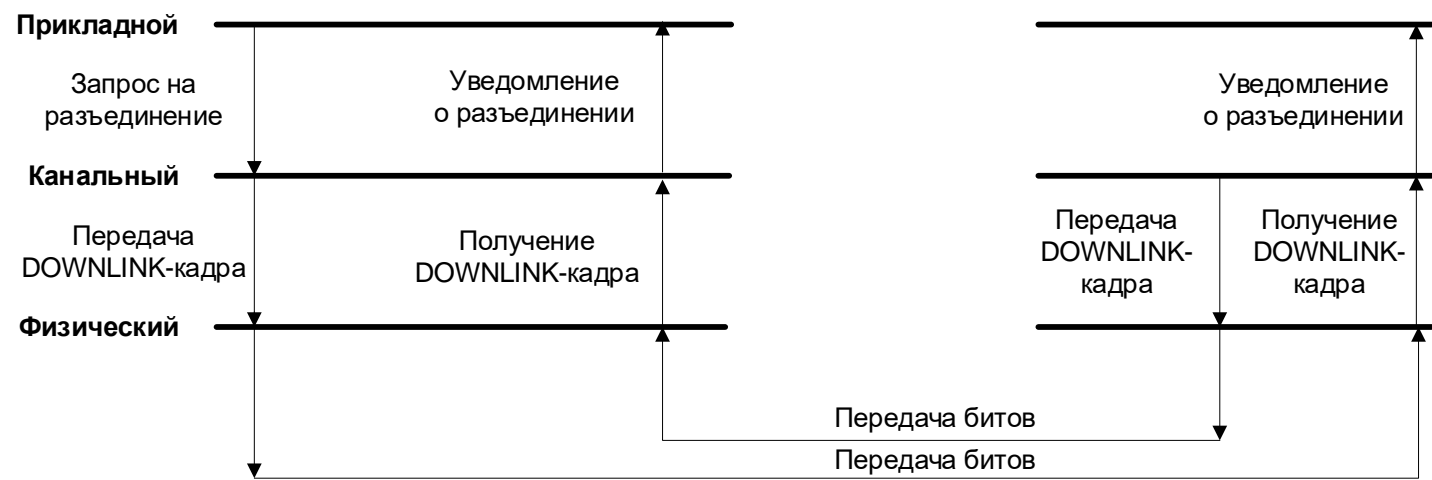 Прикладной
Запрос на
разъединение
Уведомление
о разъединении
Уведомление
о разъединении
Канальный
Передача
DOWNLINK-кадра
Получение
DOWNLINK-кадра
Передача
DOWNLINK-
кадра
Получение
DOWNLINK-
кадра
Физический
Передача битов
Передача битов